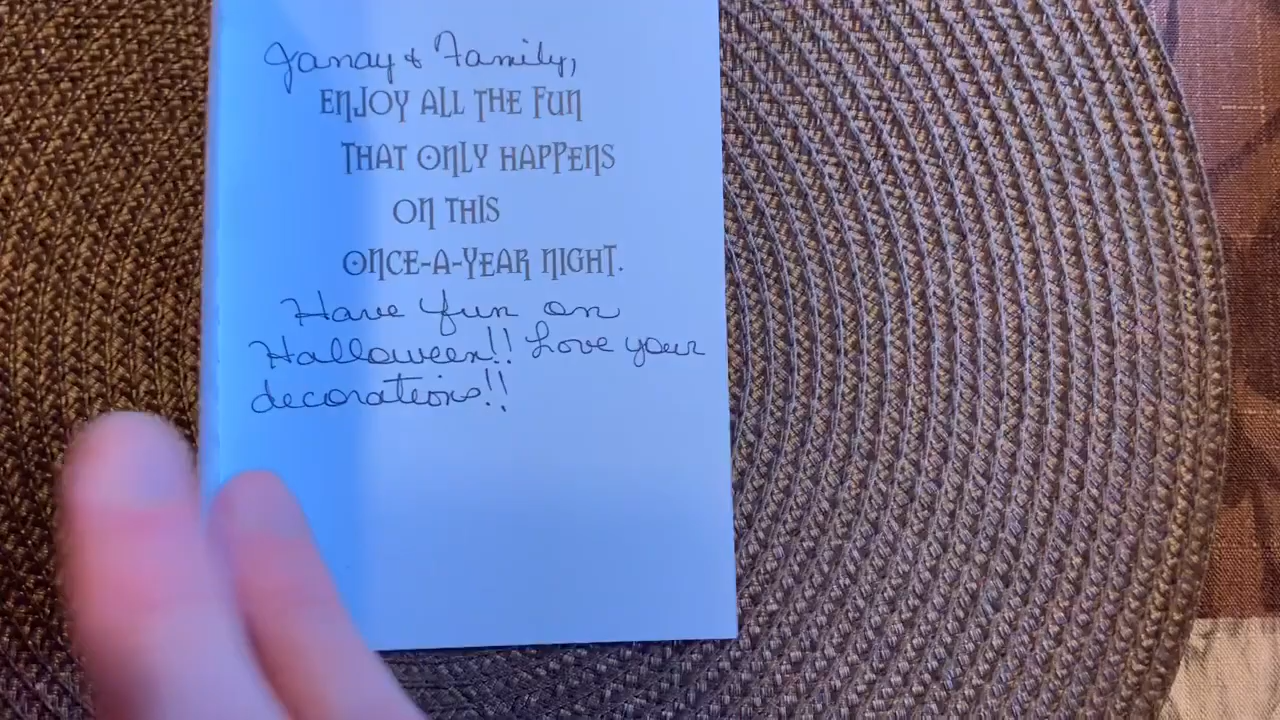 Janay & Family,
ENJOY ALL THE FUN
THAT ONLY HAPPENS
ON THIS
ONCE-A-YEAR NIGHT.
Have fun on
Halloween!! Love your
decorations!!